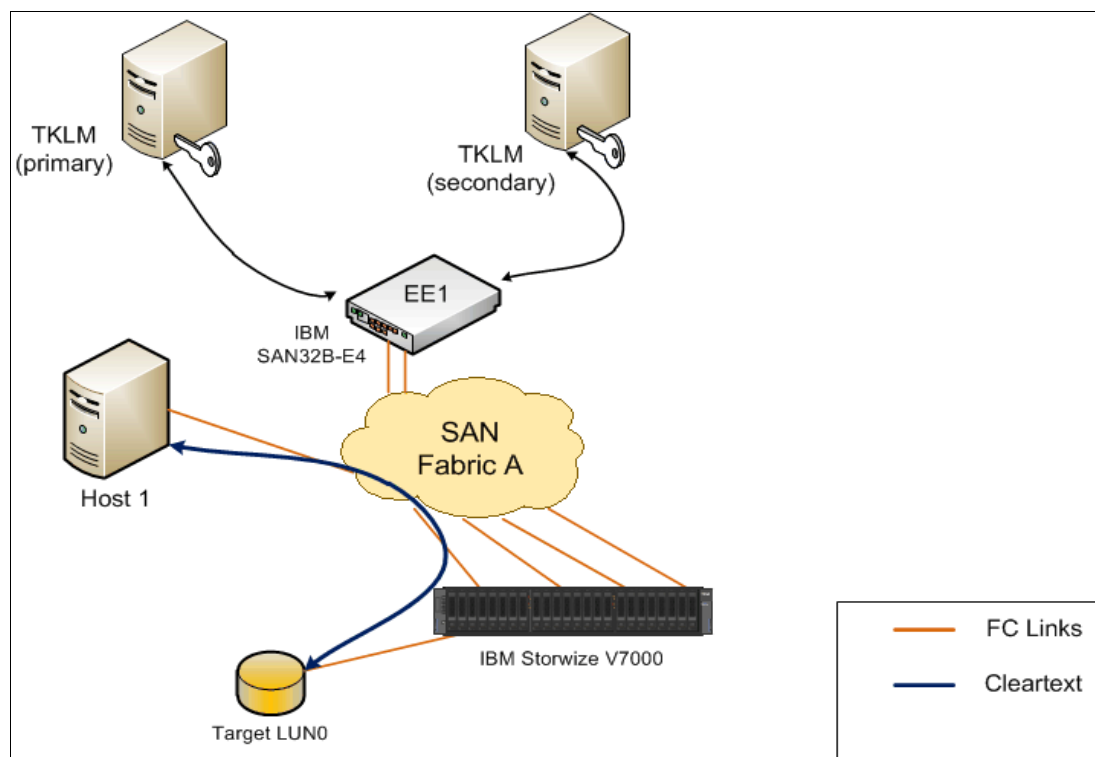 TKLM
(primary)
TKLM
(secondary)
EE1
IBM
SAN32B-E4
SAN
Fabric A
Host 1
IBM Storwize V7000
Target LUN0
FC Links
Cleartext